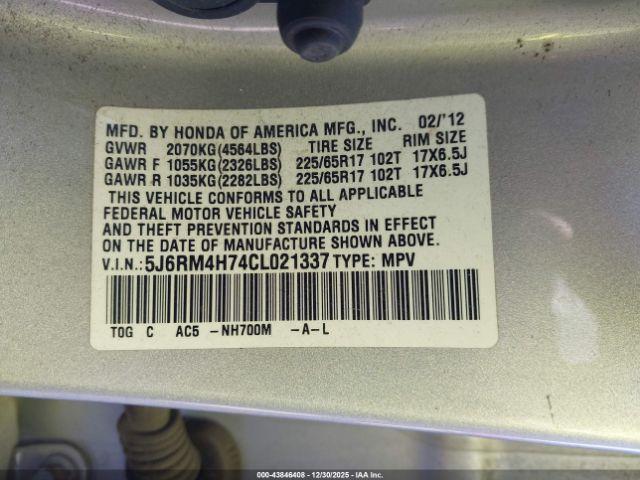 MFD. BY HONDA OF AMERICA MFG., INC. 02/'12
GVWR 2070KG(4564LBS) TIRE SIZE RIM SIZE
GAWR F 1055KG(2326LBS) 225/65R17 102T 17X6.5J
GAWR R 1035KG(2282LBS) 225/65R17 102T 17X6.5J
THIS VEHICLE CONFORMS TO ALL APPLICABLE
FEDERAL MOTOR VEHICLE SAFETY
AND THEFT PREVENTION STANDARDS IN EFFECT
ON THE DATE OF MANUFACTURE SHOWN ABOVE.
V.I.N.: 5J6RM4H74CL021337 TYPE: MPV
TOG C AC5 -NH700M -A-L
00-43846408 - 12/30/2025 - IAA Inc.